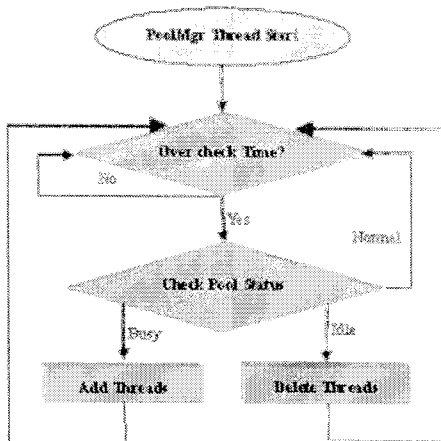 PoolMgr Thread Start
Over check Time?
No
Yes
Normal
Check Pool Status
Busy
Idle
Add Threads
Delete Threads